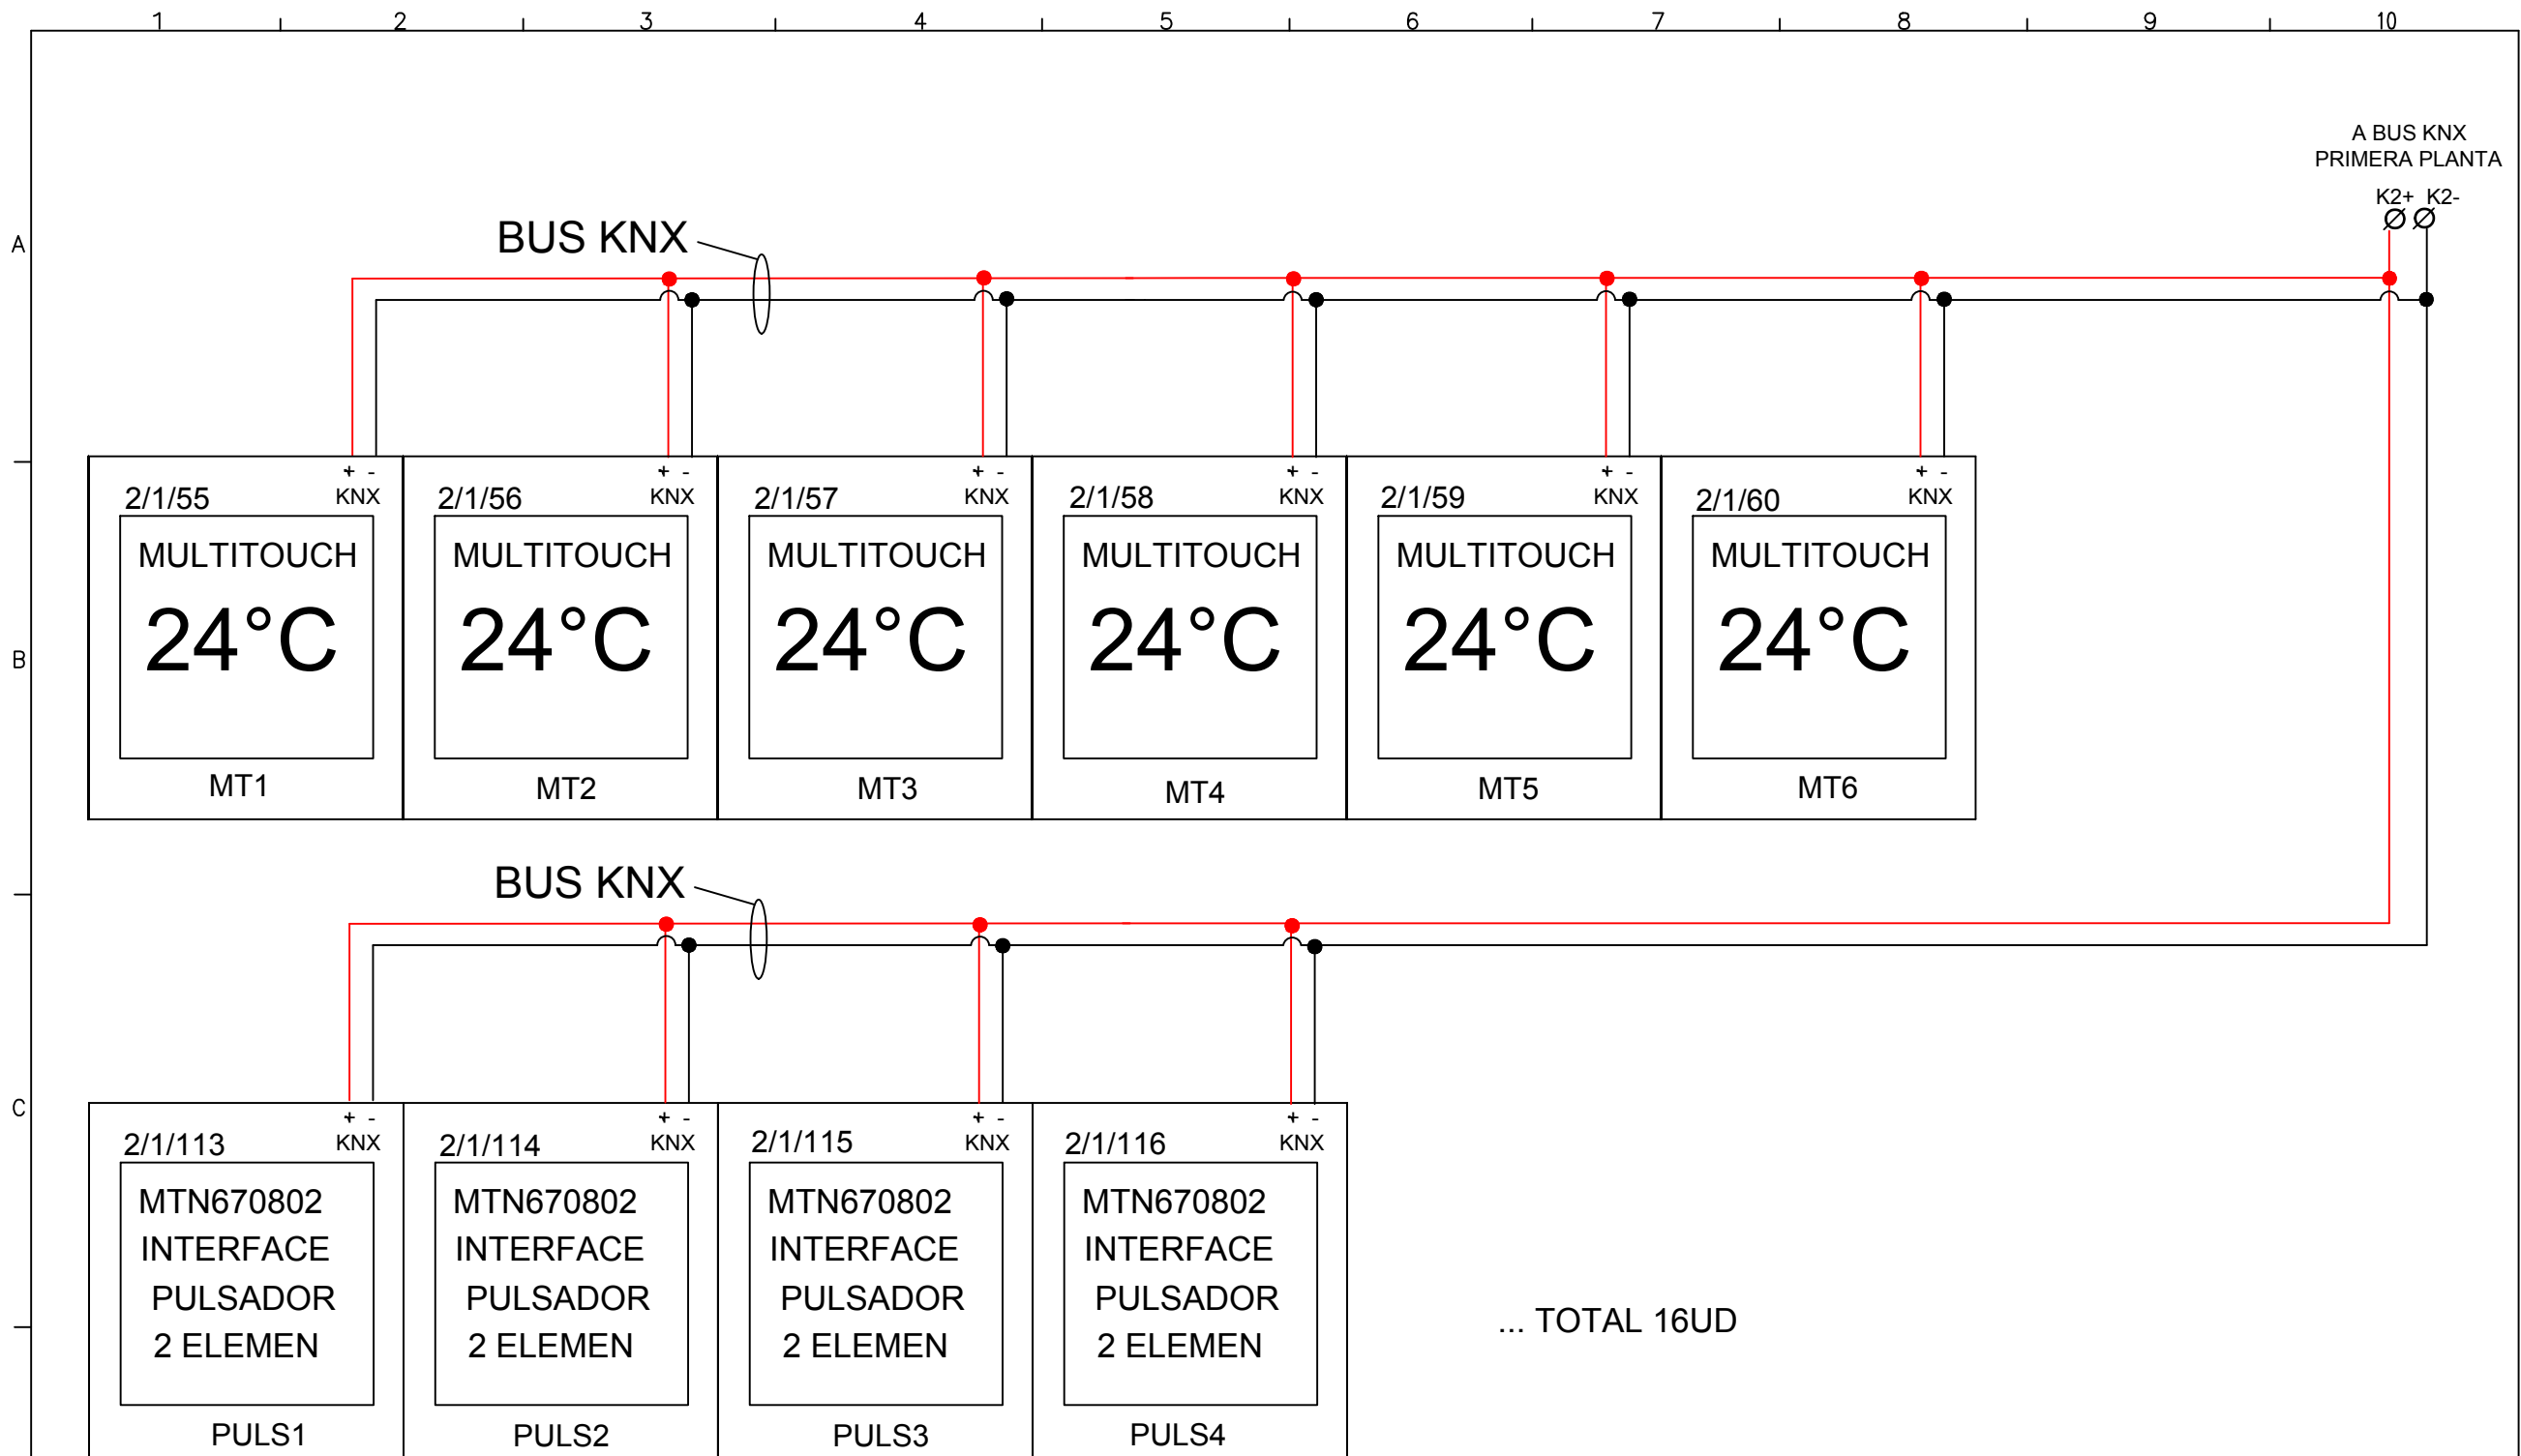 1 2 3 4 5 6 7 8 9 10
A BUS KNX
PRIMERA PLANTA
K2+ K2-
A
BUS KNX
+ - + - + - + - + - + -
2/1/55 KNX 2/1/56 KNX 2/1/57 KNX 2/1/58 KNX 2/1/59 KNX 2/1/60 KNX
MULTITOUCH MULTITOUCH MULTITOUCH MULTITOUCH MULTITOUCH MULTITOUCH
24°C 24°C 24°C 24°C 24°C 24°C
B
MT1 MT2 MT3 MT4 MT5 MT6
BUS KNX
C
+ - + - + - + -
2/1/113 KNX 2/1/114 KNX 2/1/115 KNX 2/1/116 KNX
MTN670802 MTN670802 MTN670802 MTN670802
INTERFACE INTERFACE INTERFACE INTERFACE
PULSADOR PULSADOR PULSADOR PULSADOR
... TOTAL 16UD
2 ELEMEN 2 ELEMEN 2 ELEMEN 2 ELEMEN
PULS1 PULS2 PULS3 PULS4